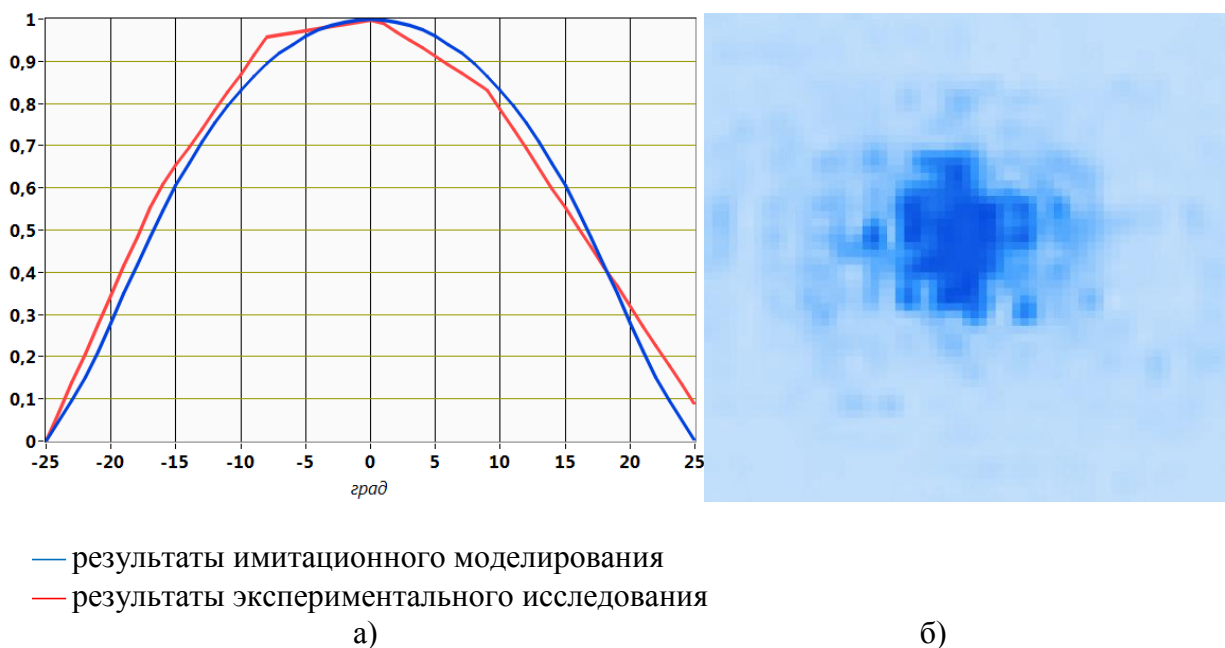 1
0,9
0,8
0,7
0,6
0,5
0,4
0,3
0,2
0,1
0
-25 -20 -15 -10 -5 0 5 10 15 20 25
град
результаты имитационного моделирования
результаты экспериментального исследования
а) б)